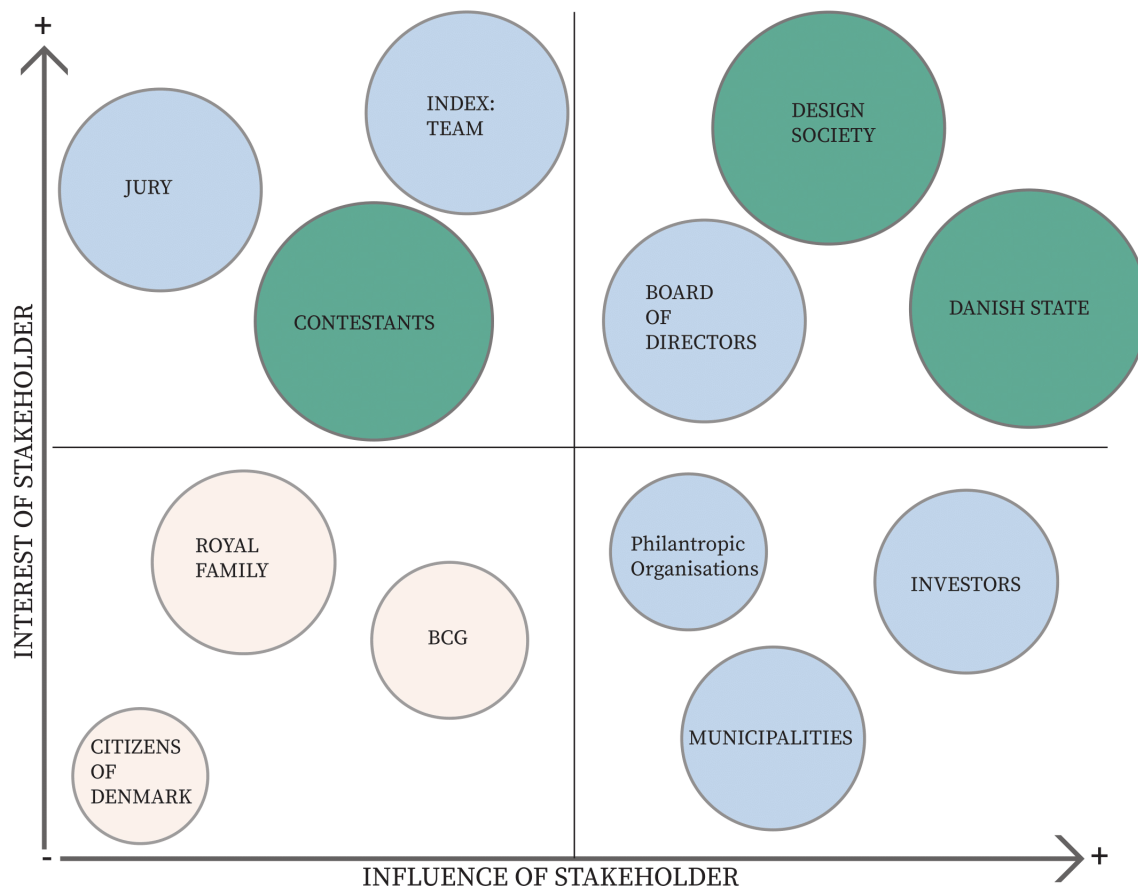 +
INTEREST OF STAKEHOLDER
JURY
INDEX:
TEAM
CONTESTANTS
DESIGN
SOCIETY
BOARD
OF
DIRECTORS
DANISH STATE
ROYAL
FAMILY
BCG
CITIZENS
OF
DENMARK
Philantropic
Organisations
INVESTORS
MUNICIPALITIES
-
+
INFLUENCE OF STAKEHOLDER